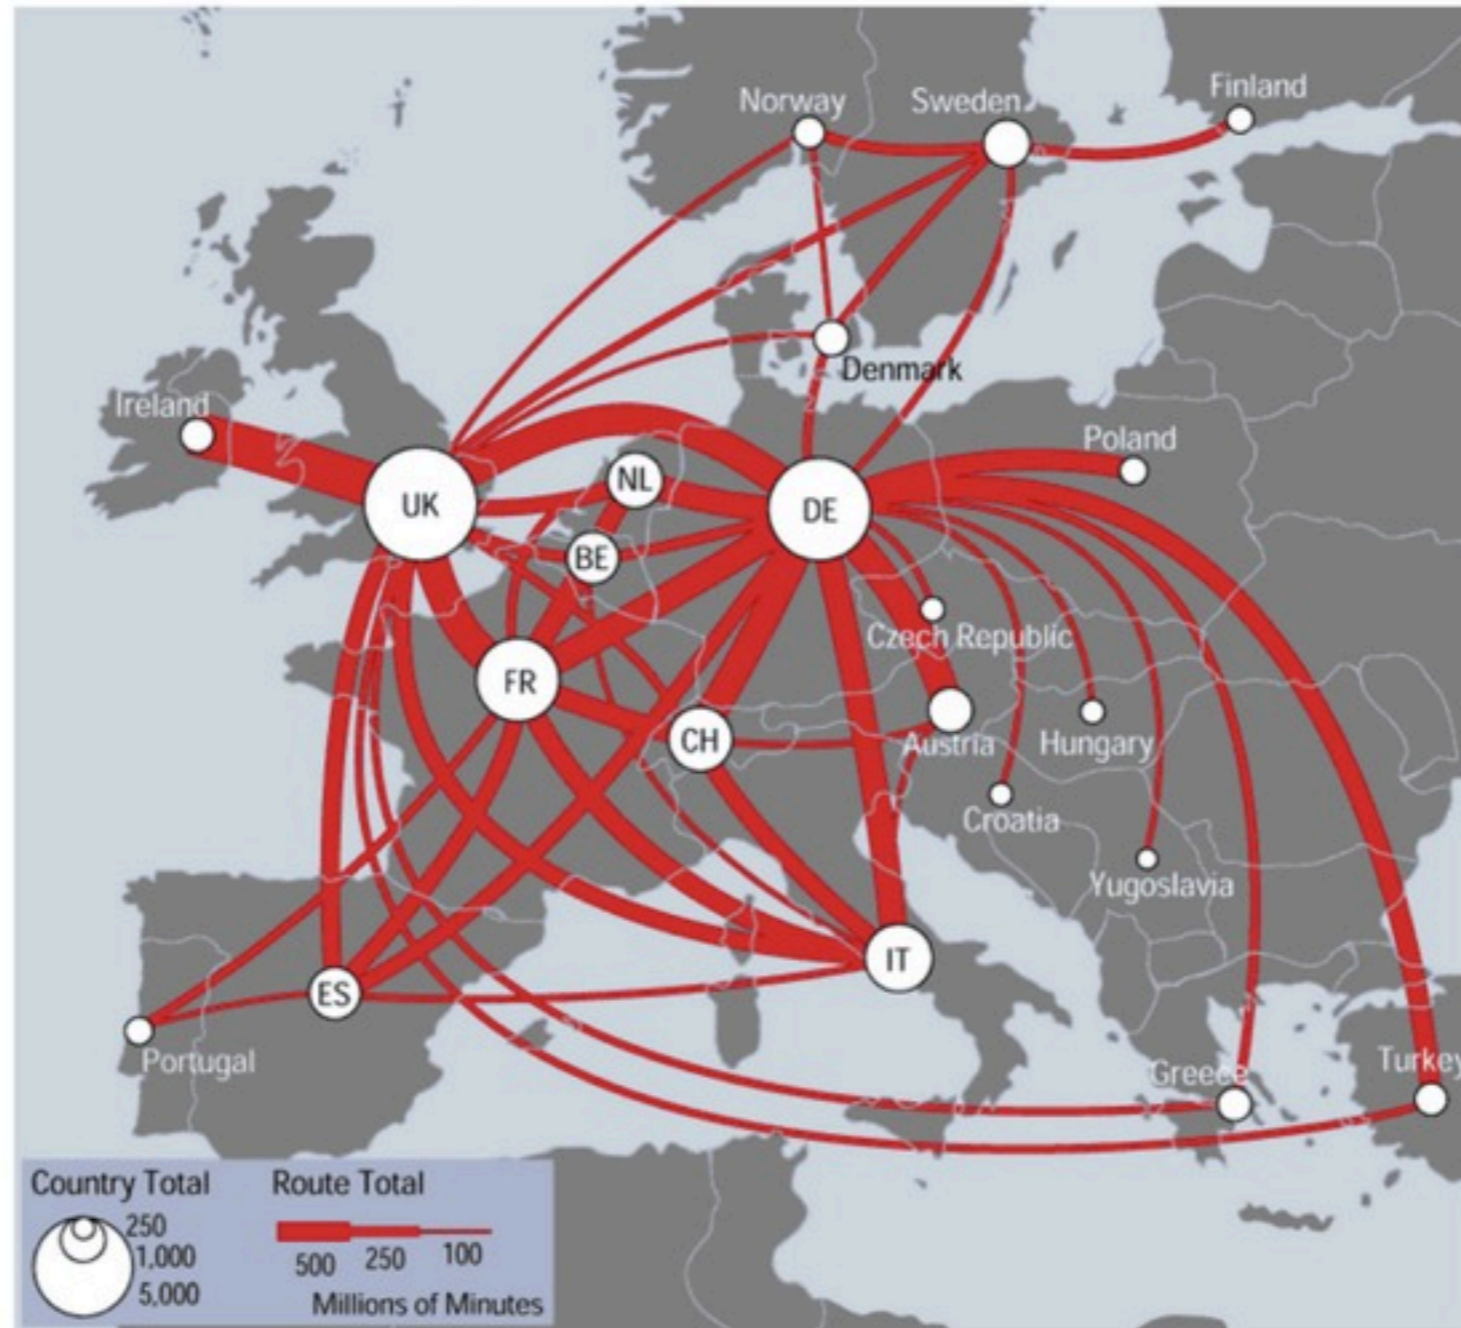 Norway
Sweden
Finland
Denmark
Ireland
Poland
UK
NL
DE
BE
Czech Republic
FR
CH
Austria
Hungary
Croatia
Yugoslavia
IT
ES
Portugal
Greece
Turkey
Country Total
Route Total
250
1,000
5,000
500
250
100
Millions of Minutes